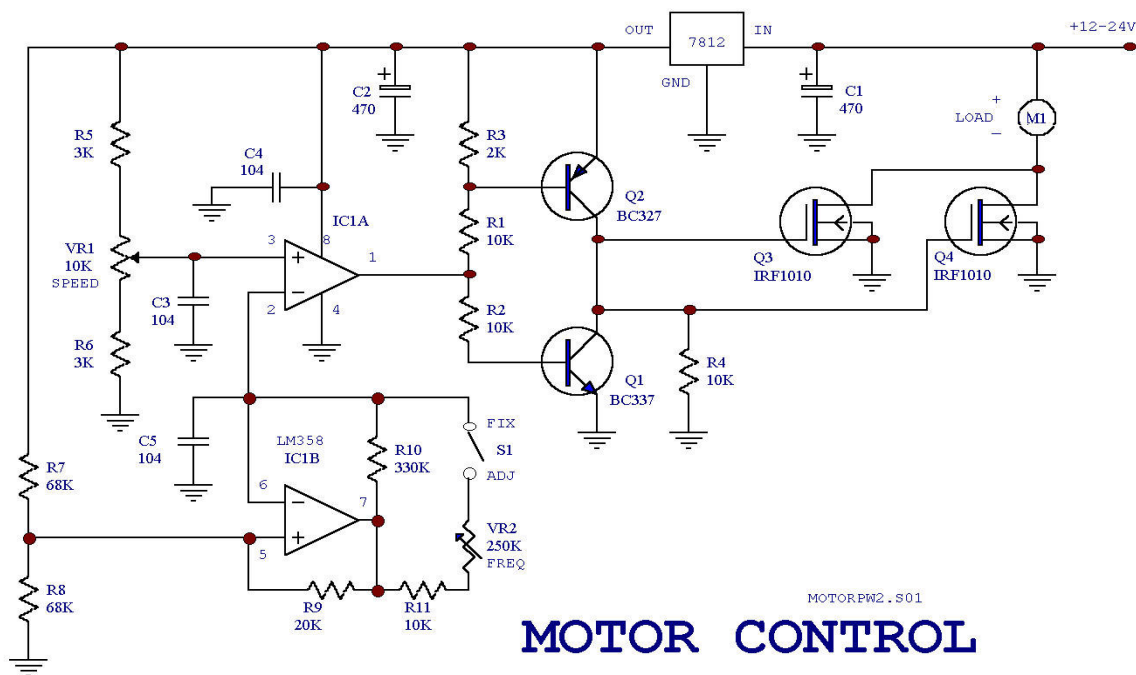 +12-24V
OUT
7812
IN
GND
C2
470
C1
470
+
+
R5
3K
C4
104
R3
2K
LOAD
+
−
M1
Q2
BC327
IC1A
8
3
+
1
−
2
4
VR1
10K
SPEED
R1
10K
Q3
IRF1010
Q4
IRF1010
C3
104
R2
10K
R6
3K
R4
10K
Q1
BC337
C5
104
LM358
IC1B
R10
330K
FIX
S1
ADJ
R7
68K
6
−
7
+
5
VR2
250K
FREQ
R8
68K
R9
20K
R11
10K
MOTORPW2.S01
MOTOR CONTROL